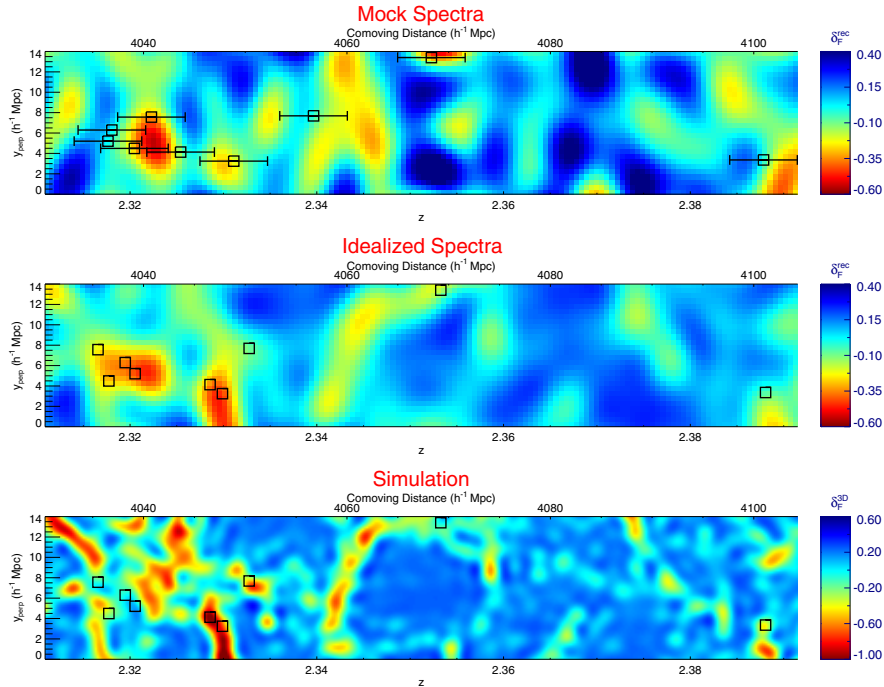 Mock Spectra
Comoving Distance (h⁻¹ Mpc)
4040 4060 4080 4100
y_perp (h⁻¹ Mpc)
14
12
10
8
6
4
2
0
2.32 2.34 2.36 2.38
z
δ_F^rec
0.40
0.15
-0.10
-0.35
-0.60
Idealized Spectra
Comoving Distance (h⁻¹ Mpc)
4040 4060 4080 4100
y_perp (h⁻¹ Mpc)
14
12
10
8
6
4
2
0
2.32 2.34 2.36 2.38
z
δ_F^rec
0.40
0.15
-0.10
-0.35
-0.60
Simulation
Comoving Distance (h⁻¹ Mpc)
4040 4060 4080 4100
y_perp (h⁻¹ Mpc)
14
12
10
8
6
4
2
0
2.32 2.34 2.36 2.38
z
δ_F^3D
0.60
0.20
-0.20
-0.60
-1.00